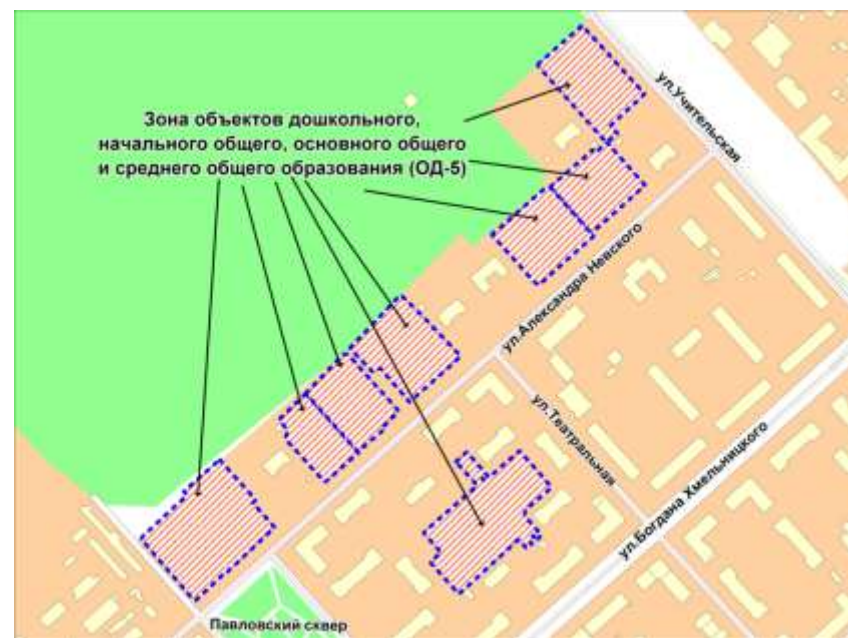 Зона объектов дошкольного,
начального общего, основного общего
и среднего общего образования (ОД-5)
ул.Учительская
ул.Александра Невского
ул.Театральная
ул.Богдана Хмельницкого
Павловский сквер